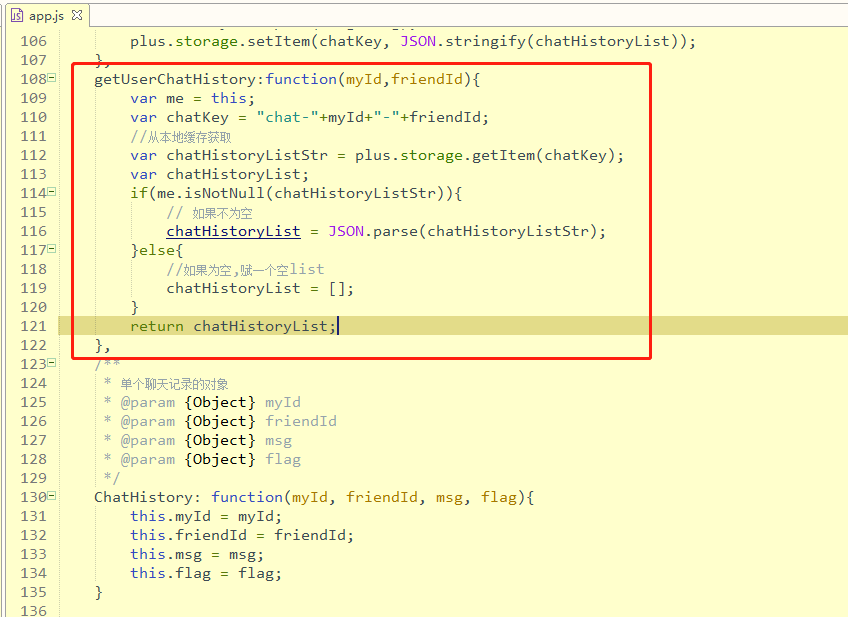 app.js
106 plus.storage.setItem(chatKey, JSON.stringify(chatHistoryList));
107 },
108 getUserChatHistory:function(myId,friendId){
109 var me = this;
110 var chatKey = "chat-"+myId+"-"+friendId;
111 //从本地缓存获取
112 var chatHistoryListStr = plus.storage.getItem(chatKey);
113 var chatHistoryList;
114 if(me.isNotNull(chatHistoryListStr)){
115 // 如果不为空
116 chatHistoryList = JSON.parse(chatHistoryListStr);
117 }else{
118 //如果为空,赋一个空list
119 chatHistoryList = [];
120 }
121 return chatHistoryList;
122 },
123 /**
124 * 单个聊天记录的对象
125 * @param {Object} myId
126 * @param {Object} friendId
127 * @param {Object} msg
128 * @param {Object} flag
129 */
130 ChatHistory: function(myId, friendId, msg, flag){
131 this.myId = myId;
132 this.friendId = friendId;
133 this.msg = msg;
134 this.flag = flag;
135 }
136